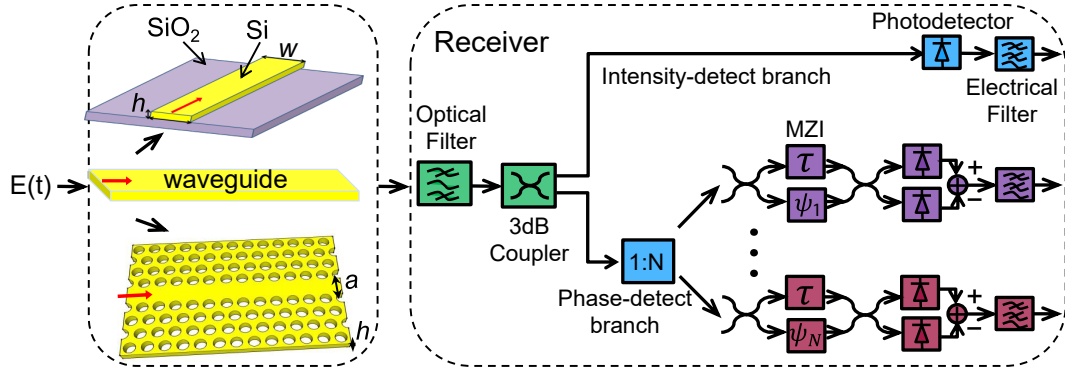 SiO₂
Si
w
h
E(t)
waveguide
a
h
Receiver
Photodetector
Intensity-detect branch
Electrical
Filter
Optical
Filter
MZI
τ
ψ₁
+
−
3dB
Coupler
1:N
Phase-detect
branch
τ
ψ_N
+
−